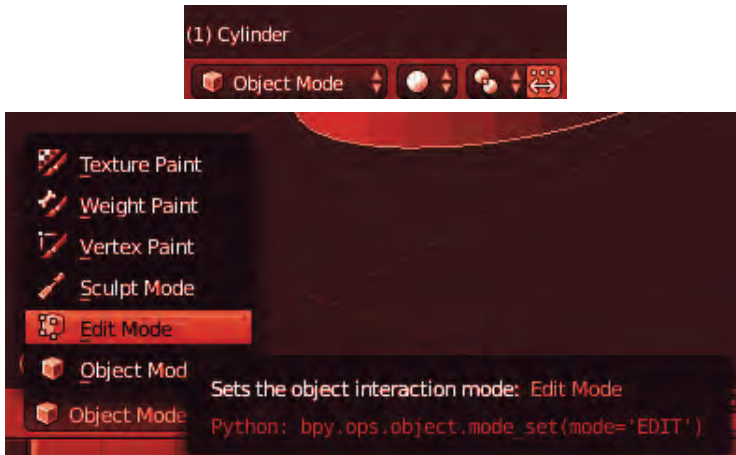 (1) Cylinder
Object Mode
Texture Paint
Weight Paint
Vertex Paint
Sculpt Mode
Edit Mode
Object Mod
Sets the object interaction mode: Edit Mode
Object Mode
Python: bpy.ops.object.mode_set(mode='EDIT')